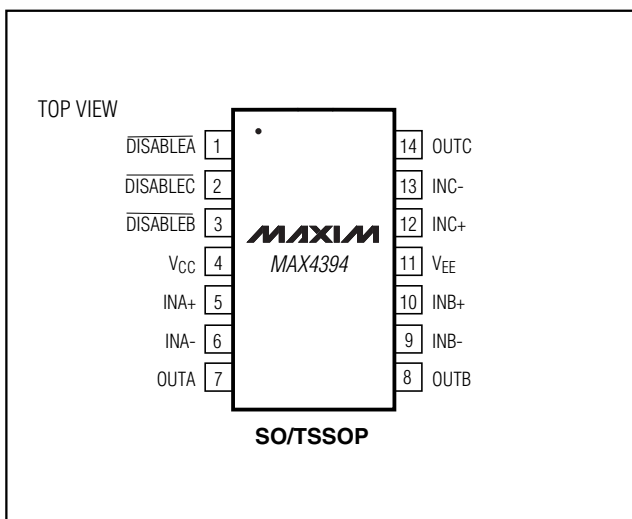 TOP VIEW
DISABLEA 1
DISABLEC 2
DISABLEB 3
VCC 4
INA+ 5
INA- 6
OUTA 7
MAXIM
MAX4394
14 OUTC
13 INC-
12 INC+
11 VEE
10 INB+
9 INB-
8 OUTB
SO/TSSOP